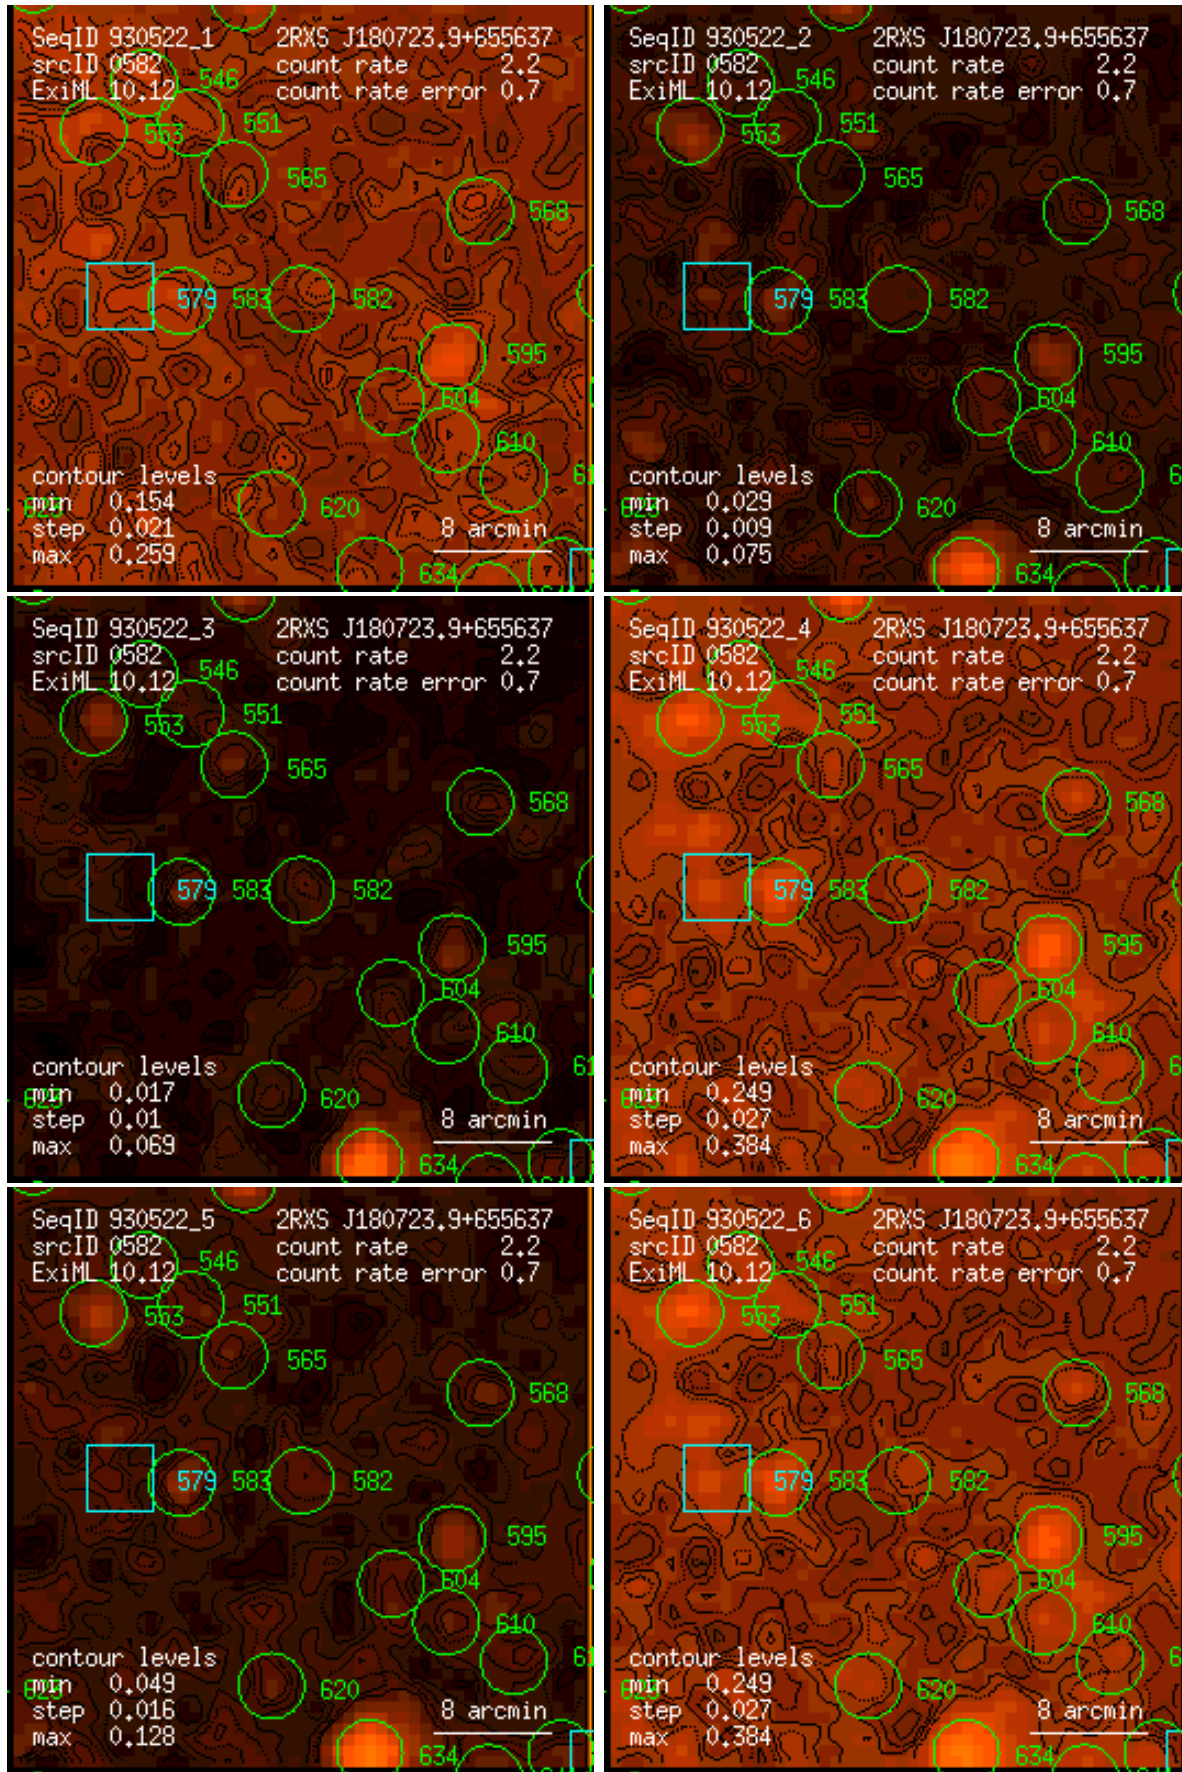 SeqID 930522_1 2RXS J180723.9+655637
srcID 0582 count rate 2.2
ExiML 10.12 count rate error 0.7
546
553
551
565
568
579 583 582
595
604
610
contour levels
min 0.154
620
step 0.021 8 arcmin
max 0.259
634
SeqID 930522_2 2RXS J180723.9+655637
srcID 0582 count rate 2.2
ExiML 10.12 count rate error 0.7
546
553
551
565
568
579 583 582
595
604
610
contour levels
min 0.029
620
step 0.009 8 arcmin
max 0.075
634
SeqID 930522_3 2RXS J180723.9+655637
srcID 0582 count rate 2.2
ExiML 10.12 count rate error 0.7
546
553
551
565
568
579 583 582
595
604
610
contour levels
min 0.017
620
step 0.01 8 arcmin
max 0.069
634
SeqID 930522_4 2RXS J180723.9+655637
srcID 0582 count rate 2.2
ExiML 10.12 count rate error 0.7
546
553
551
565
568
579 583 582
595
604
610
contour levels
min 0.249
620
step 0.027 8 arcmin
max 0.384
634
SeqID 930522_5 2RXS J180723.9+655637
srcID 0582 count rate 2.2
ExiML 10.12 count rate error 0.7
546
553
551
565
568
579 583 582
595
604
610
contour levels
min 0.049
620
step 0.016 8 arcmin
max 0.128
634
SeqID 930522_6 2RXS J180723.9+655637
srcID 0582 count rate 2.2
ExiML 10.12 count rate error 0.7
546
553
551
565
568
579 583 582
595
604
610
contour levels
min 0.249
620
step 0.027 8 arcmin
max 0.384
634